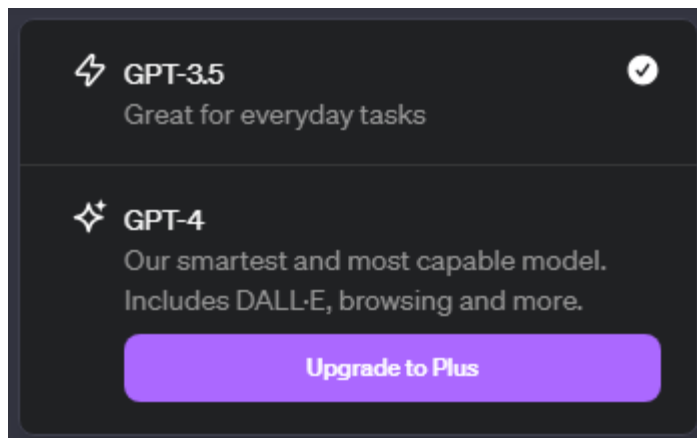 GPT-3.5
Great for everyday tasks
GPT-4
Our smartest and most capable model.
Includes DALL·E, browsing and more.
Upgrade to Plus